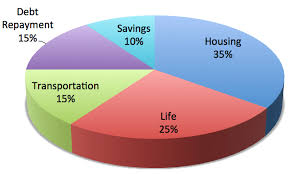 Debt
Repayment
15%
Savings
10%
Housing
35%
Transportation
15%
Life
25%